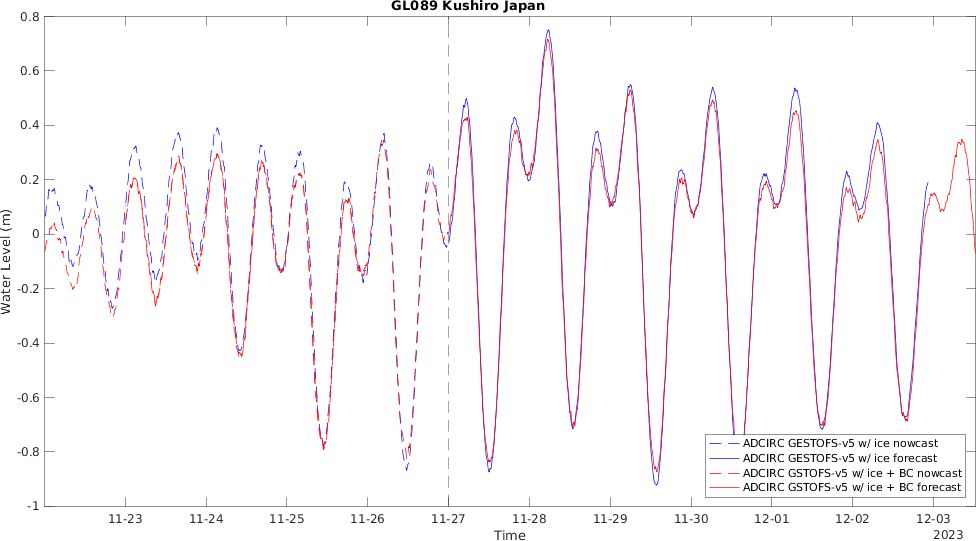 GL089 Kushiro Japan
0.8
0.6
0.4
0.2
0
-0.2
-0.4
-0.6
-0.8
-1
Water Level (m)
ADCIRC GESTOFS-v5 w/ ice nowcast
ADCIRC GESTOFS-v5 w/ ice forecast
ADCIRC GSTOFS-v5 w/ ice + BC nowcast
ADCIRC GSTOFS-v5 w/ ice + BC forecast
11-23 11-24 11-25 11-26 11-27 11-28 11-29 11-30 12-01 12-02 12-03
Time
2023